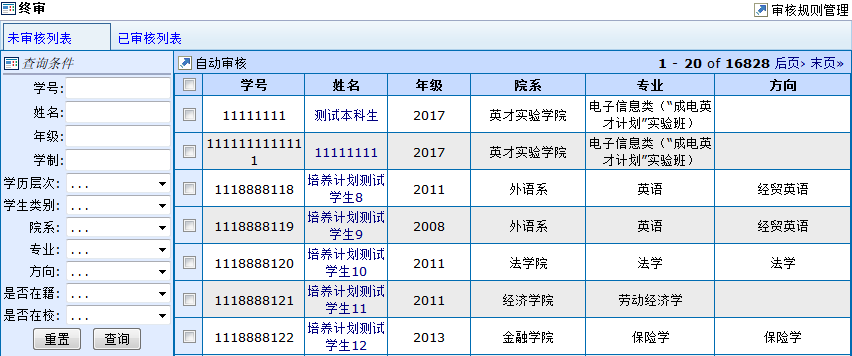 终审
审核规则管理
未审核列表 已审核列表
查询条件
学号:
姓名:
年级:
学制:
学历层次: ...
学生类别: ...
院系: ...
专业: ...
方向: ...
是否在籍: ...
是否在校: ...
重置 查询
自动审核 1 - 20 of 16828 后页› 末页»
学号 姓名 年级 院系 专业 方向
11111111 测试本科生 2017 英才实验学院 电子信息类（“成电英
才计划”实验班）
1111111111111
1 11111111 2017 英才实验学院 电子信息类（“成电英
才计划”实验班）
1118888118 培养计划测试
学生8 2011 外语系 英语 经贸英语
1118888119 培养计划测试
学生9 2008 外语系 英语 经贸英语
1118888120 培养计划测试
学生10 2011 法学院 法学 法学
1118888121 培养计划测试
学生11 2011 经济学院 劳动经济学
1118888122 培养计划测试
学生12 2013 金融学院 保险学 保险学